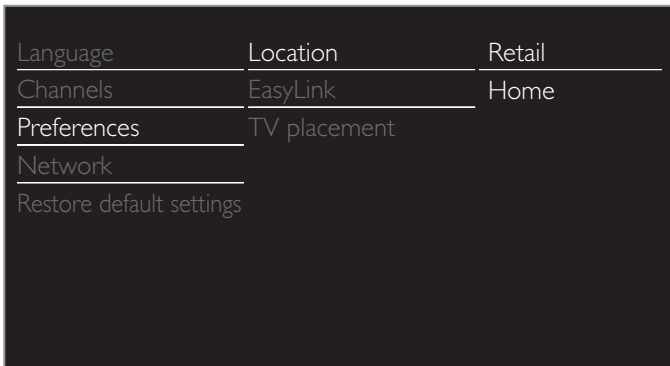 Language
Channels
Preferences
Network
Restore default settings
Location
EasyLink
TV placement
Retail
Home